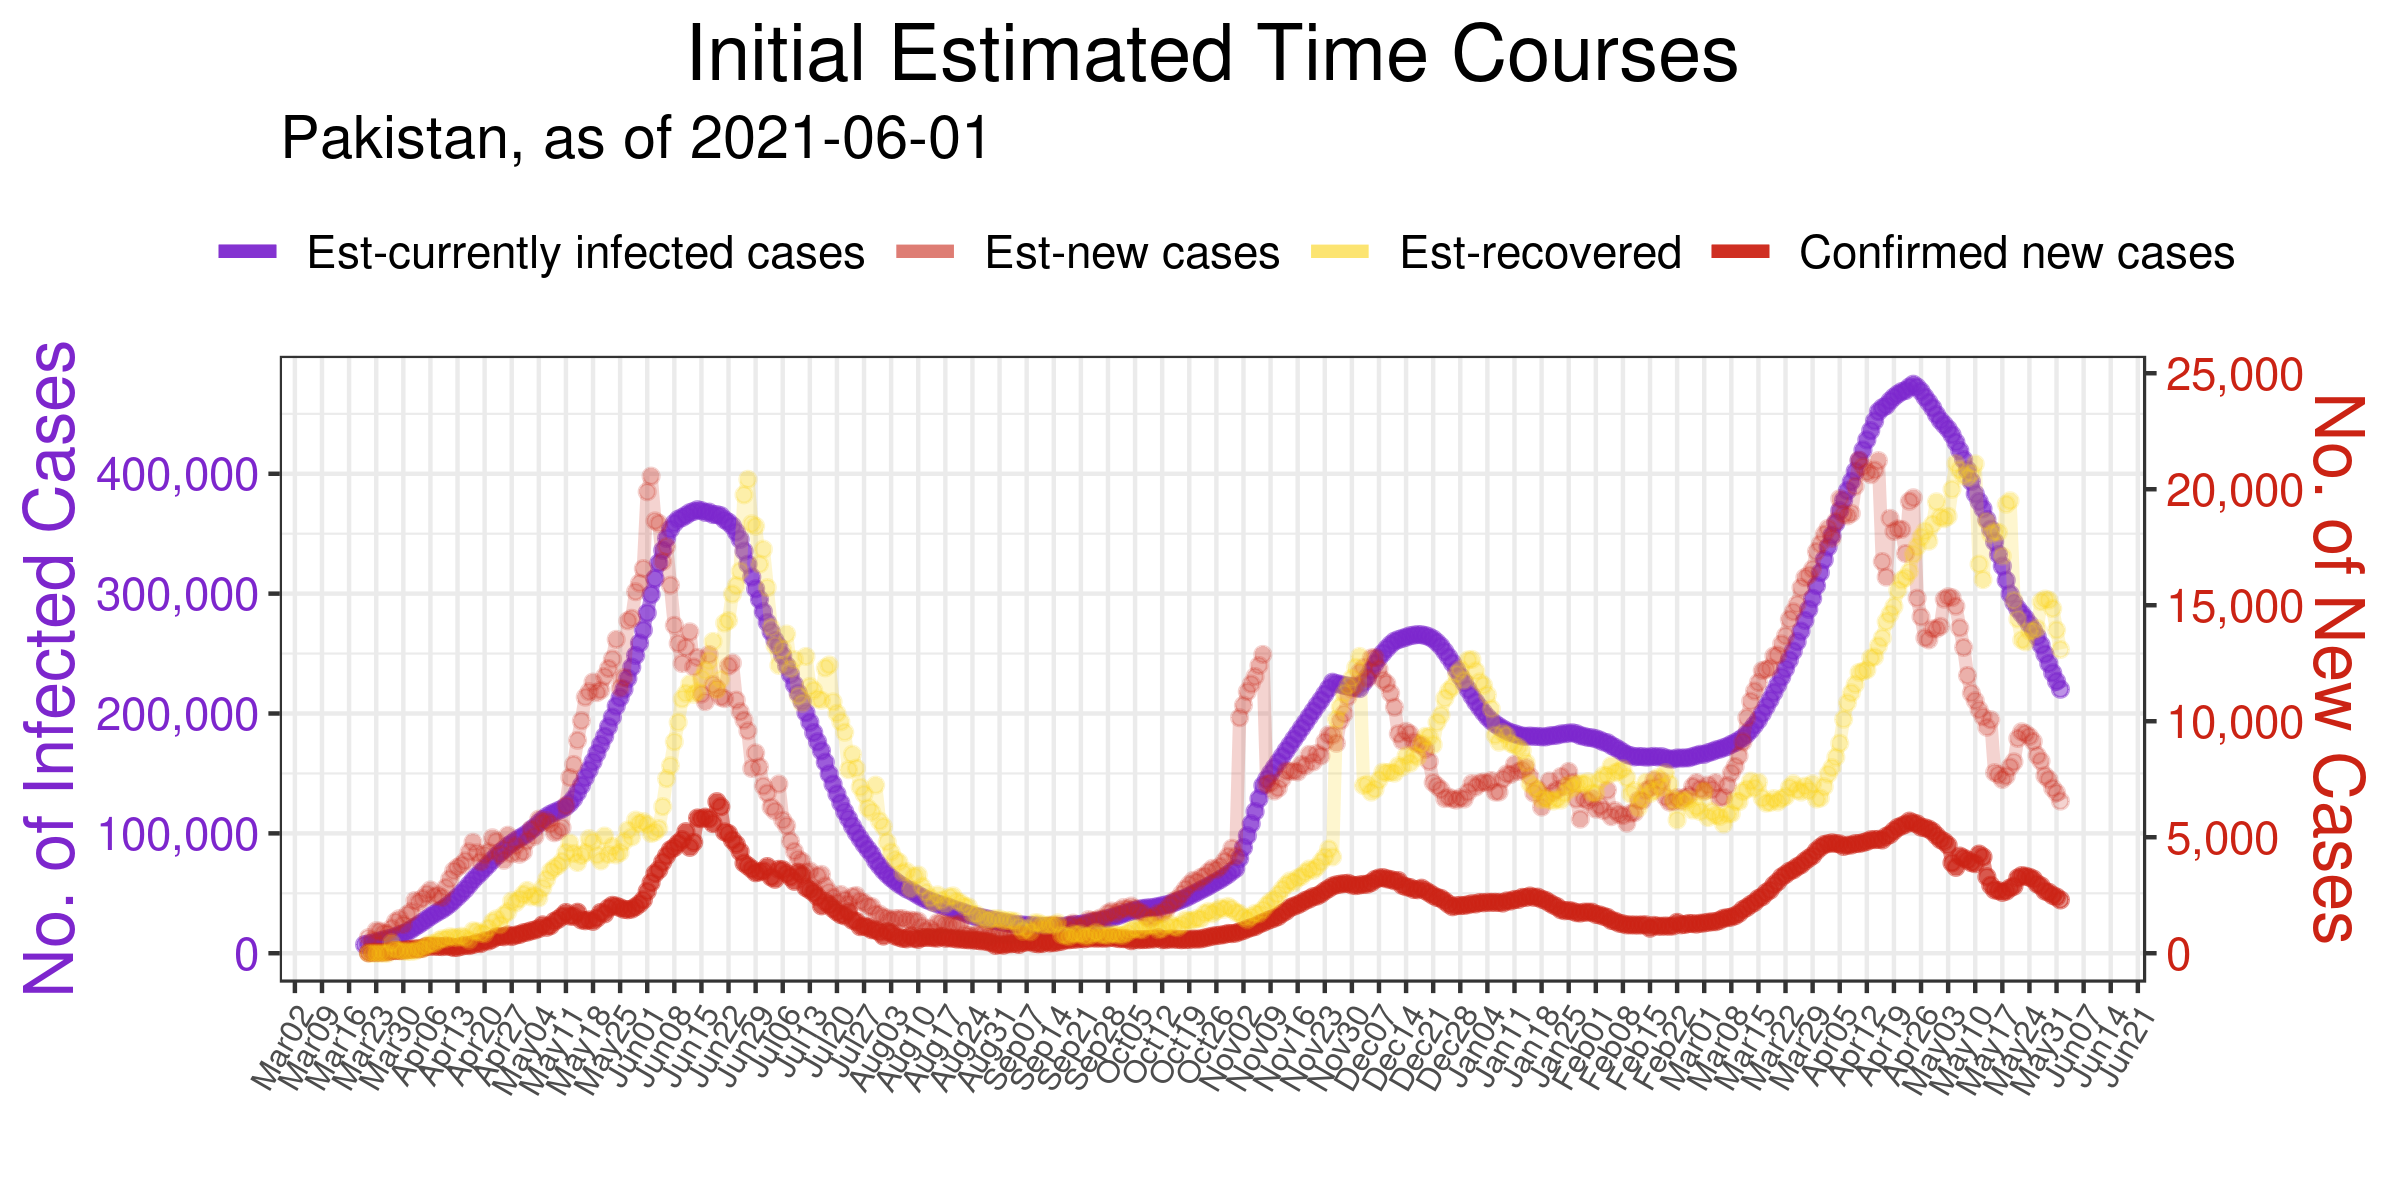 Initial Estimated Time Courses
Pakistan, as of 2021-06-01
Est-currently infected cases Est-new cases Est-recovered Confirmed new cases
No. of Infected Cases
400,000
300,000
200,000
100,000
0
25,000
20,000
15,000
10,000
5,000
0
No. of New Cases
Mar02
Mar09
Mar16
Mar23
Mar30
Apr06
Apr13
Apr20
Apr27
May04
May11
May18
May25
Jun01
Jun08
Jun15
Jun22
Jun29
Jul06
Jul13
Jul20
Jul27
Aug03
Aug10
Aug17
Aug24
Aug31
Sep07
Sep14
Sep21
Sep28
Oct05
Oct12
Oct19
Oct26
Nov02
Nov09
Nov16
Nov23
Nov30
Dec07
Dec14
Dec21
Dec28
Jan04
Jan11
Jan18
Jan25
Feb01
Feb08
Feb15
Feb22
Mar01
Mar08
Mar15
Mar22
Mar29
Apr05
Apr12
Apr19
Apr26
May03
May10
May17
May24
May31
Jun07
Jun14
Jun21